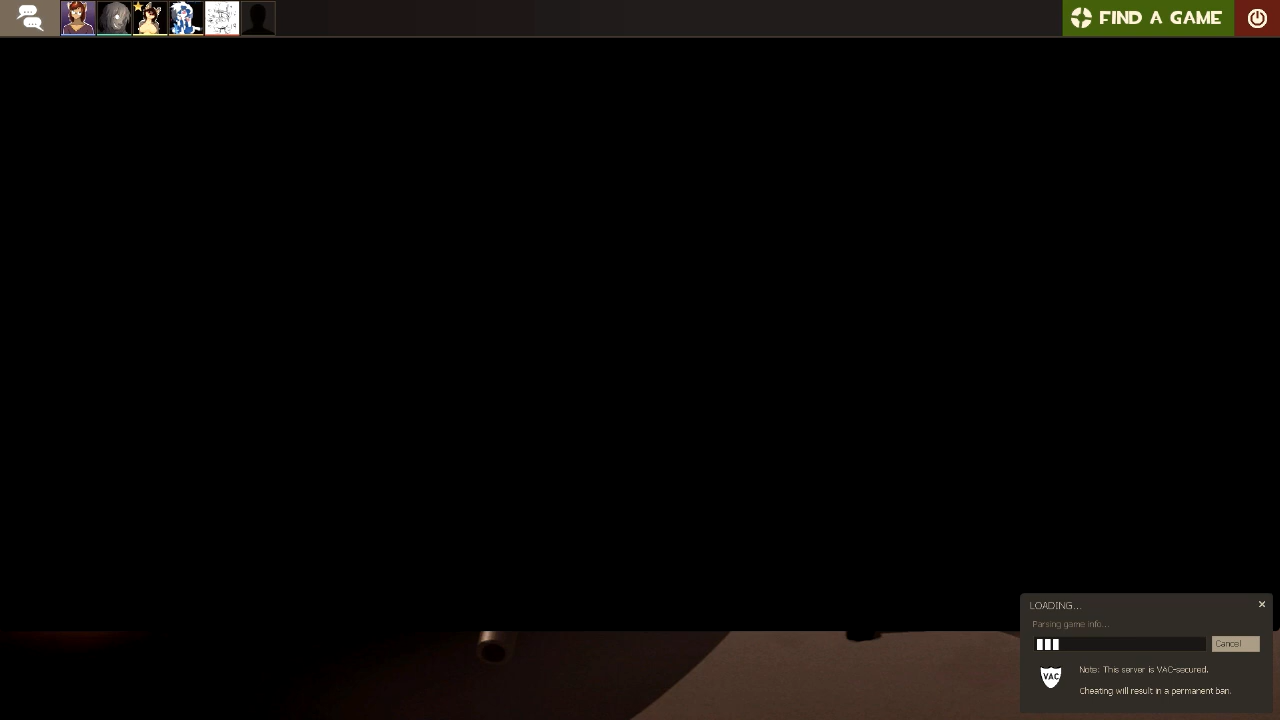 FIND A GAME
LOADING...
Parsing game info...
Cancel
VAC
Note: This server is VAC-secured.
Cheating will result in a permanent ban.